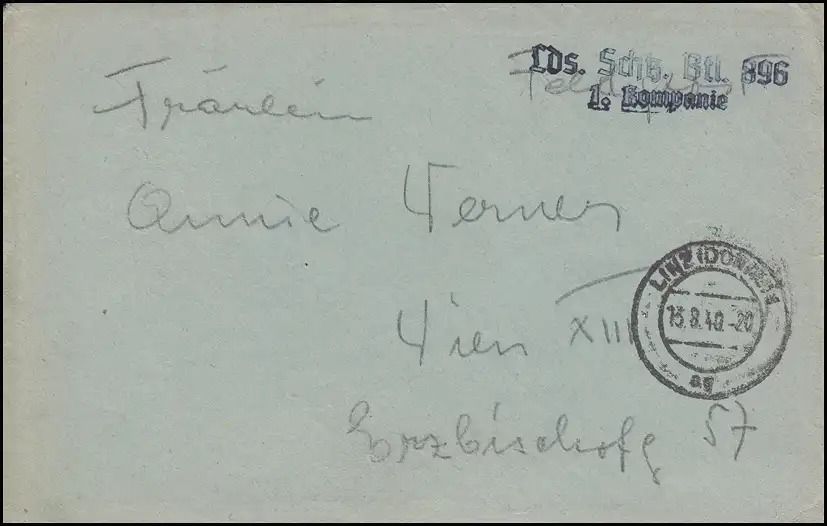 Lds. Schtz. Btl. 896
1. Kompanie
Feldpost
Fräulein
Annie Werner
Wien XIII
Erzbischofg 57
LINZ (DONAU) 1
13.8.40.-20
ag